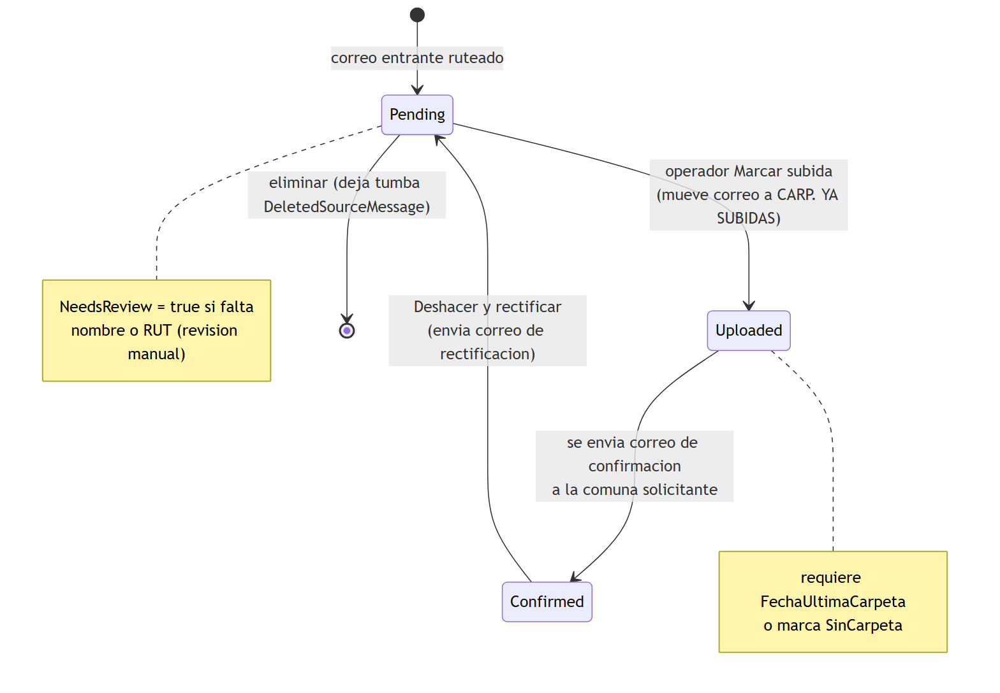 correo entrante ruteado
Pending
eliminar (deja tumba
DeletedSourceMessage)
operador Marcar subida
(mueve correo a CARP. YA
SUBIDAS)
NeedsReview = true si falta
nombre o RUT (revision
manual)
Deshacer y rectificar
(envia correo de
rectificacion)
Uploaded
se envia correo de
confirmacion
a la comuna solicitante
Confirmed
requiere
FechaUltimaCarpeta
o marca SinCarpeta